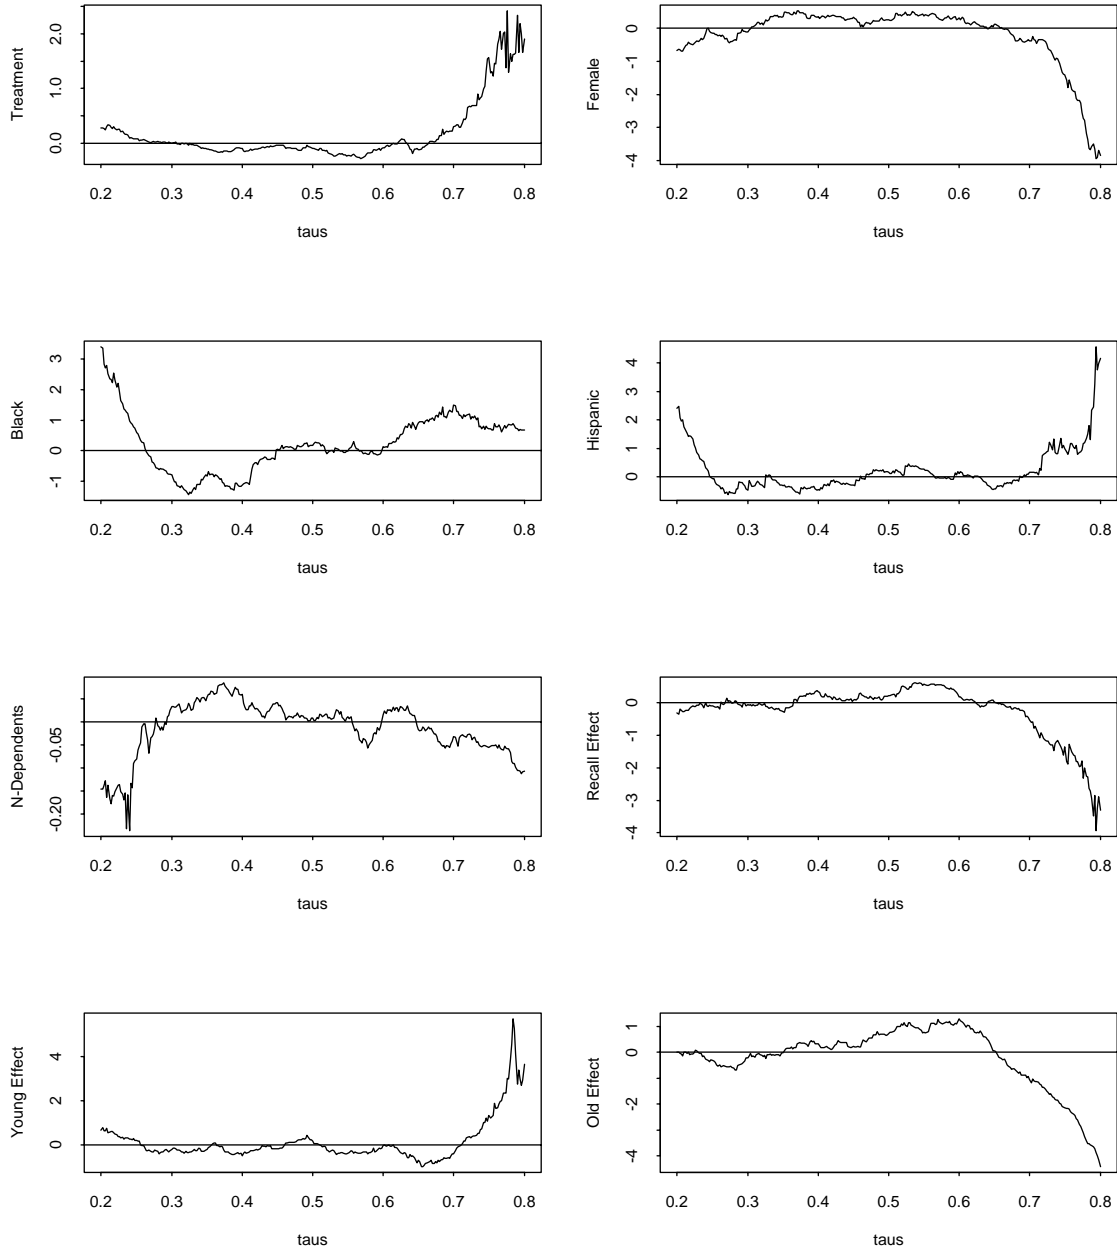 Treatment
0.0 1.0 2.0
0.2 0.3 0.4 0.5 0.6 0.7 0.8
taus
Female
-4 -3 -2 -1 0
0.2 0.3 0.4 0.5 0.6 0.7 0.8
taus
Black
-1 0 1 2 3
0.2 0.3 0.4 0.5 0.6 0.7 0.8
taus
Hispanic
0 1 2 3 4
0.2 0.3 0.4 0.5 0.6 0.7 0.8
taus
N-Dependents
-0.20 -0.05
0.2 0.3 0.4 0.5 0.6 0.7 0.8
taus
Recall Effect
-4 -3 -2 -1 0
0.2 0.3 0.4 0.5 0.6 0.7 0.8
taus
Young Effect
0 2 4
0.2 0.3 0.4 0.5 0.6 0.7 0.8
taus
Old Effect
-4 -2 0 1
0.2 0.3 0.4 0.5 0.6 0.7 0.8
taus